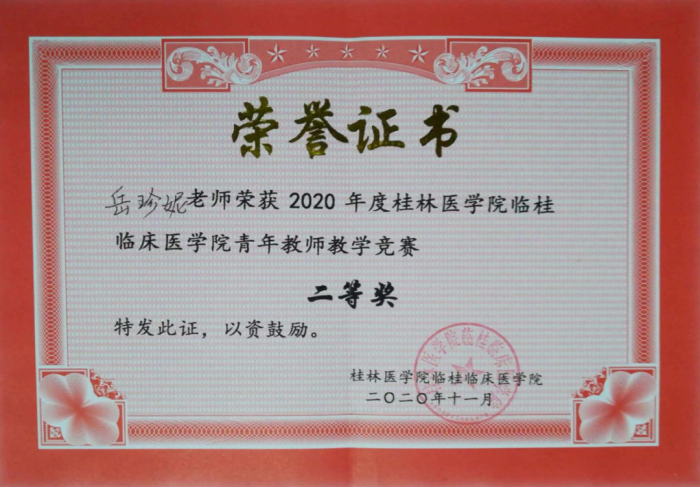 荣誉证书
岳珍妮老师荣获 2020 年度桂林医学院临桂
临床医学院青年教师教学竞赛
二等奖
特发此证，以资鼓励。
桂林医学院临桂临床医学院
二〇二〇年十一月